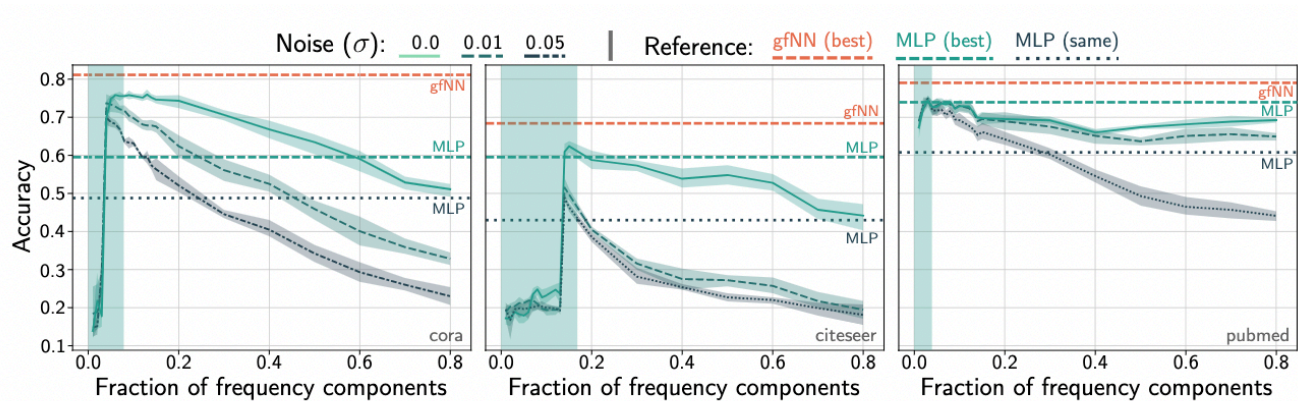 Noise (σ): 0.0 0.01 0.05 Reference: gfNN (best) MLP (best) MLP (same)
Accuracy
0.8
0.7
0.6
0.5
0.4
0.3
0.2
0.1
gfNN
MLP
MLP
cora
0.0 0.2 0.4 0.6 0.8
Fraction of frequency components
gfNN
MLP
MLP
citeseer
0.0 0.2 0.4 0.6 0.8
Fraction of frequency components
gfNN
MLP
MLP
pubmed
0.0 0.2 0.4 0.6 0.8
Fraction of frequency components